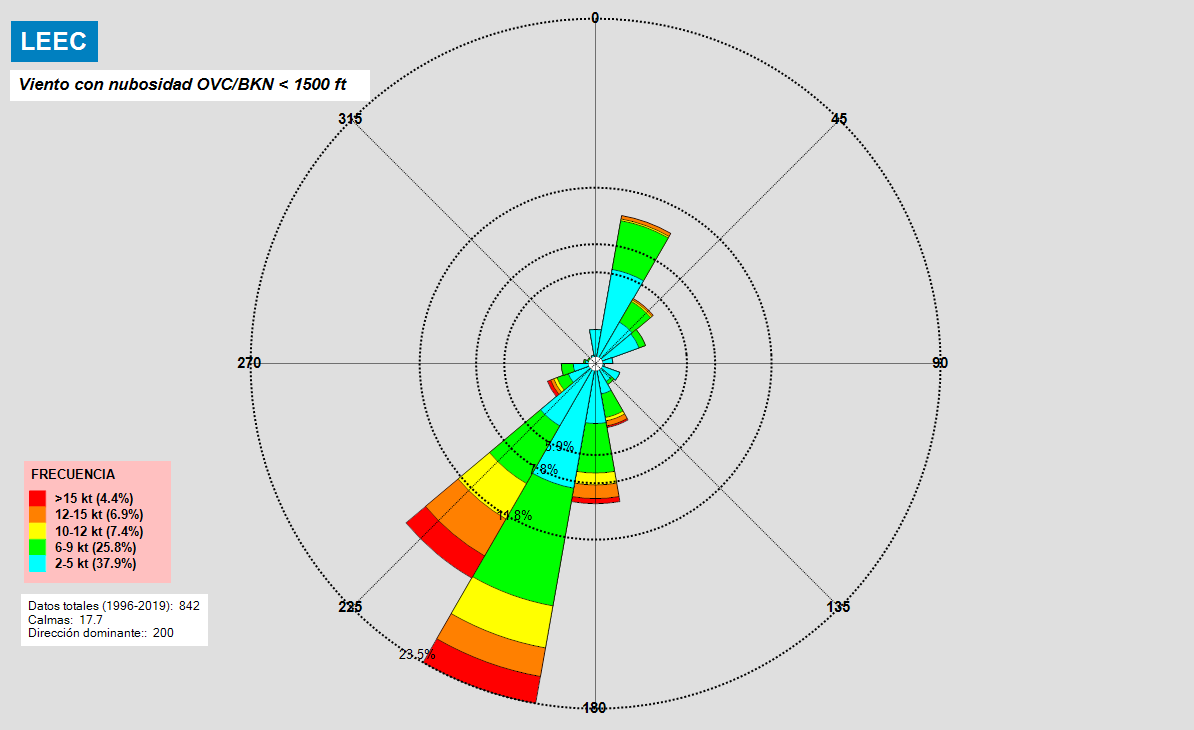 LEEC
Viento con nubosidad OVC/BKN < 1500 ft
0
315
45
270
90
5.9%
7.8%
11.8%
23.5%
225
135
180
FRECUENCIA
>15 kt (4.4%)
12-15 kt (6.9%)
10-12 kt (7.4%)
6-9 kt (25.8%)
2-5 kt (37.9%)
Datos totales (1996-2019): 842
Calmas: 17.7
Dirección dominante:: 200